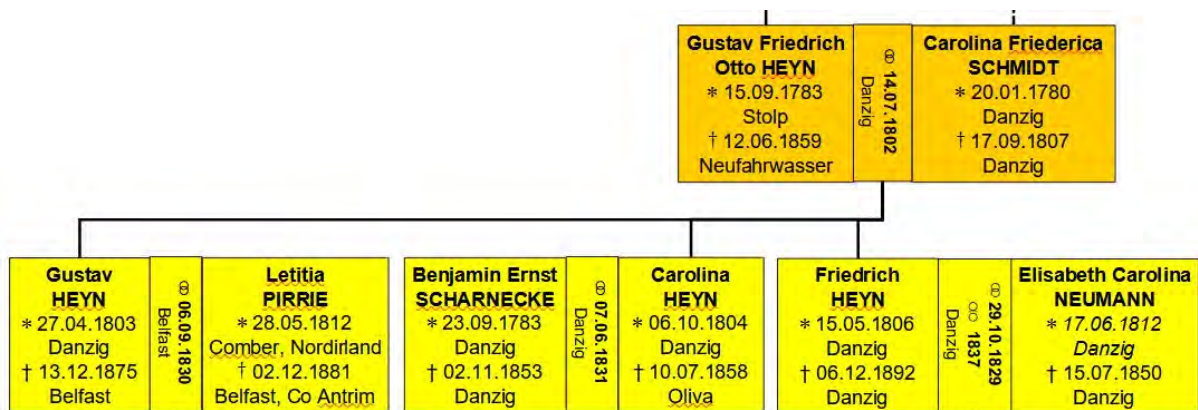 Gustav Friedrich
Otto HEYN
* 15.09.1783
Stolp
† 12.06.1859
Neufahrwasser
⚭ 14.07.1802
Danzig
Carolina Friederica
SCHMIDT
* 20.01.1780
Danzig
† 17.09.1807
Danzig
Gustav
HEYN
* 27.04.1803
Danzig
† 13.12.1875
Belfast
⚭ 06.09.1830
Belfast
Letitia
PIRRIE
* 28.05.1812
Comber, Nordirland
† 02.12.1881
Belfast, Co Antrim
Benjamin Ernst
SCHARNECKE
* 23.09.1783
Danzig
† 02.11.1853
Danzig
⚭ 07.06.1831
Danzig
Carolina
HEYN
* 06.10.1804
Danzig
† 10.07.1858
Oliva
Friedrich
HEYN
* 15.05.1806
Danzig
† 06.12.1892
Danzig
⚭ 29.10.1829
○○ 1837
Danzig
Elisabeth Carolina
NEUMANN
* 17.06.1812
Danzig
† 15.07.1850
Danzig